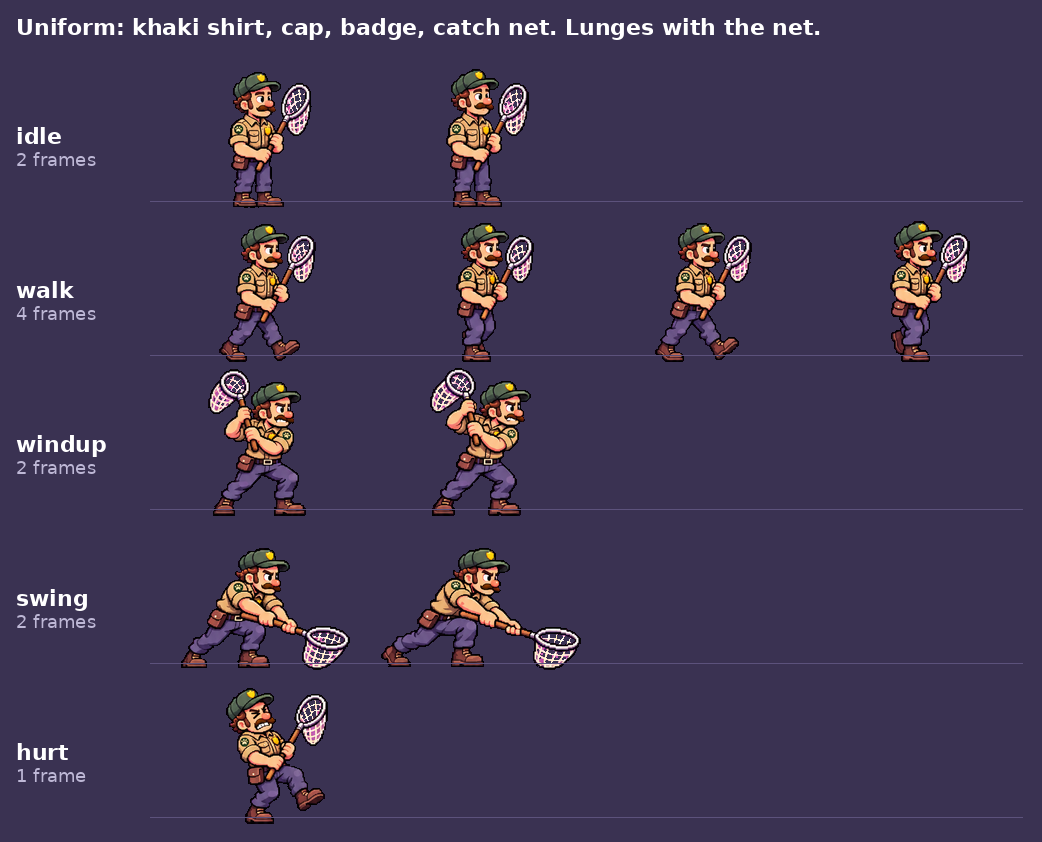 Uniform: khaki shirt, cap, badge, catch net. Lunges with the net.
idle
2 frames
walk
4 frames
windup
2 frames
swing
2 frames
hurt
1 frame